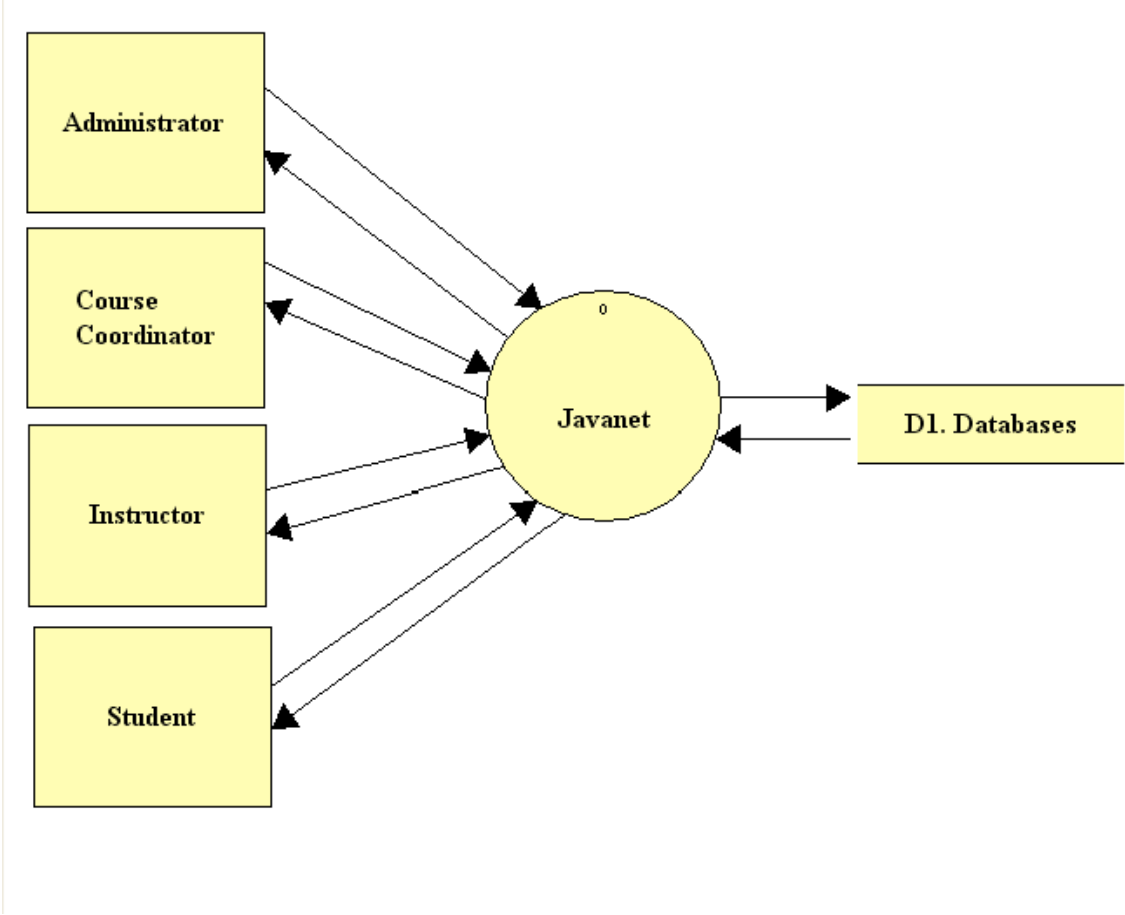 Administrator
Course
Coordinator
Instructor
Student
0
Javanet
D1. Databases